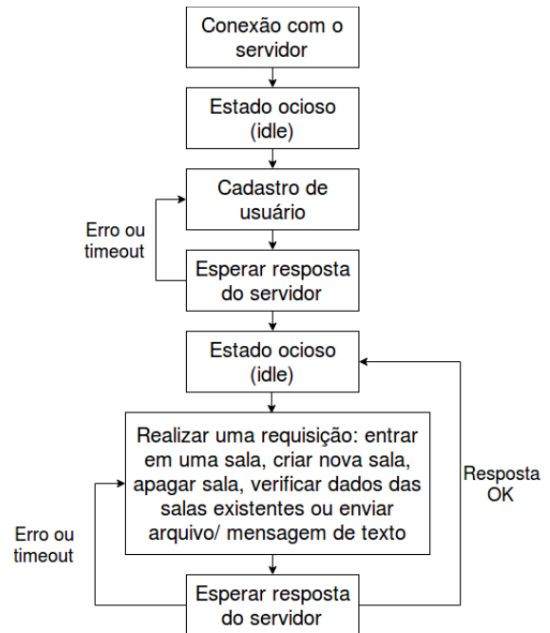 Conexão com o
servidor
Estado ocioso
(idle)
Cadastro de
usuário
Erro ou
timeout
Esperar resposta
do servidor
Estado ocioso
(idle)
Realizar uma requisição: entrar
em uma sala, criar nova sala,
apagar sala, verificar dados das
salas existentes ou enviar
arquivo/ mensagem de texto
Resposta
OK
Erro ou
timeout
Esperar resposta
do servidor